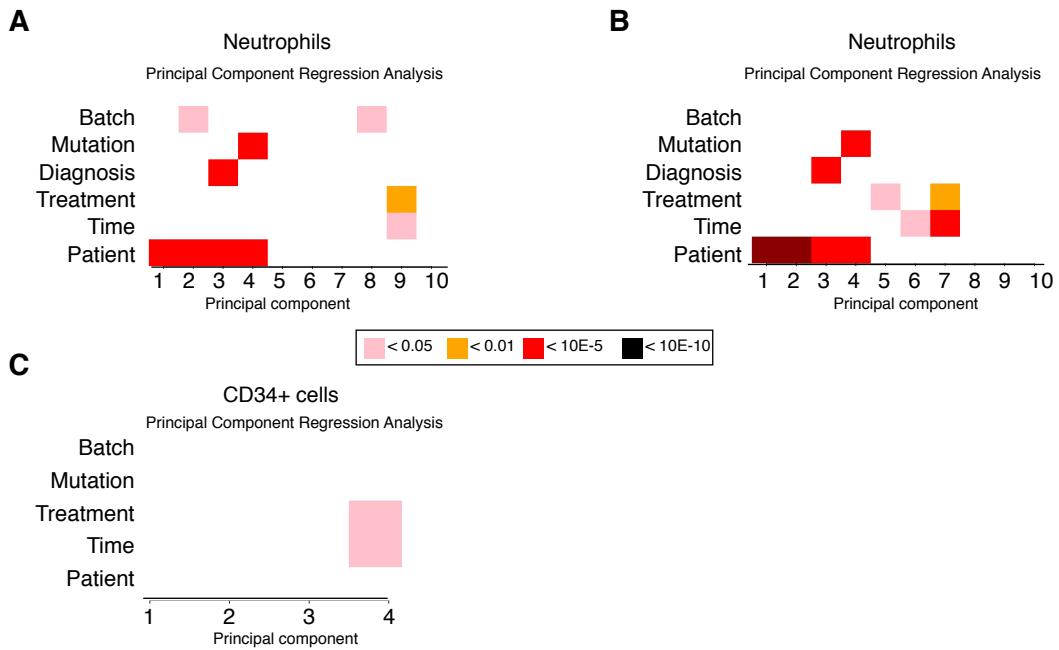 A
Neutrophils
Principal Component Regression Analysis
Batch
Mutation
Diagnosis
Treatment
Time
Patient
1 2 3 4 5 6 7 8 9 10
Principal component
B
Neutrophils
Principal Component Regression Analysis
Batch
Mutation
Diagnosis
Treatment
Time
Patient
1 2 3 4 5 6 7 8 9 10
Principal component
< 0.05 < 0.01 < 10E-5 < 10E-10
C
CD34+ cells
Principal Component Regression Analysis
Batch
Mutation
Treatment
Time
Patient
1 2 3 4
Principal component